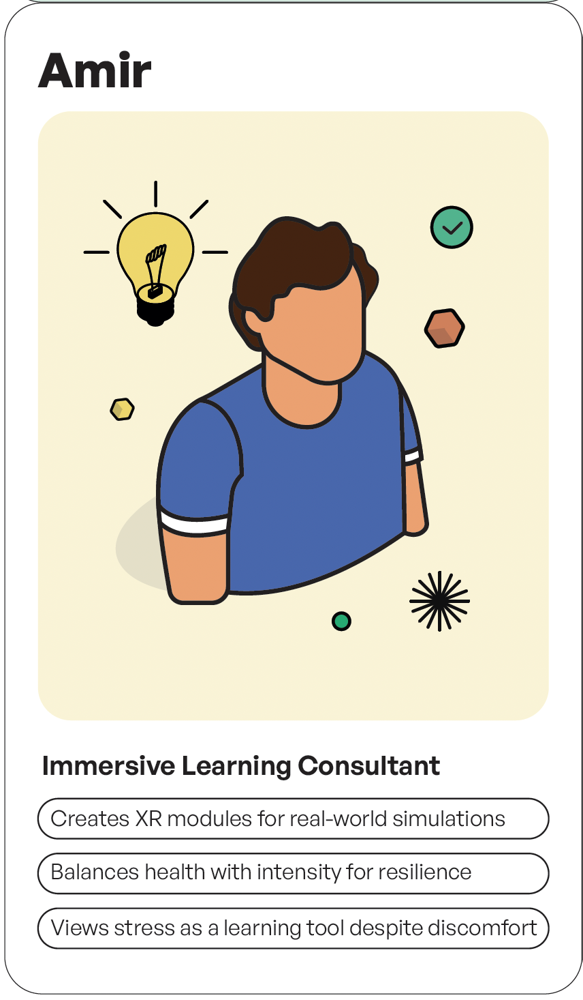 Amir
Immersive Learning Consultant
Creates XR modules for real-world simulations
Balances health with intensity for resilience
Views stress as a learning tool despite discomfort